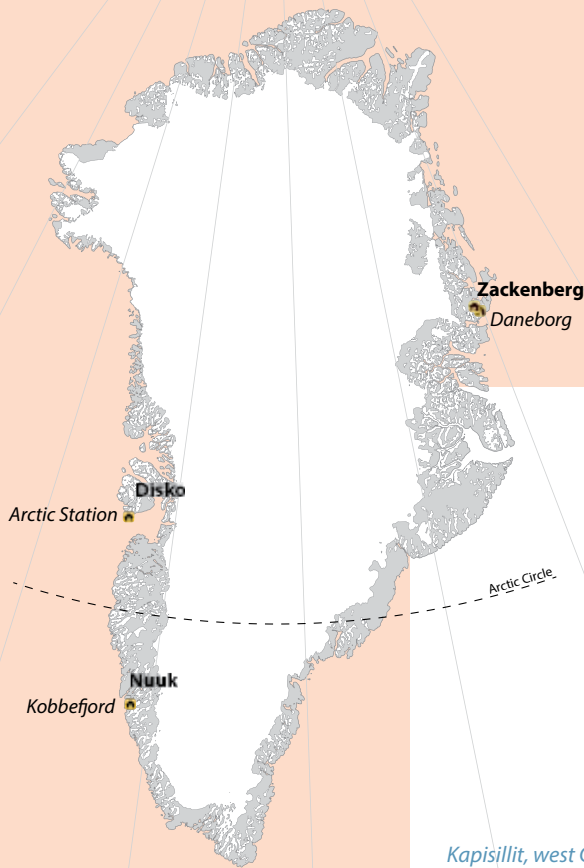 Zackenberg
Daneborg
Disko
Arctic Station
Arctic Circle
Nuuk
Kobbefjord
Kapisillit, west